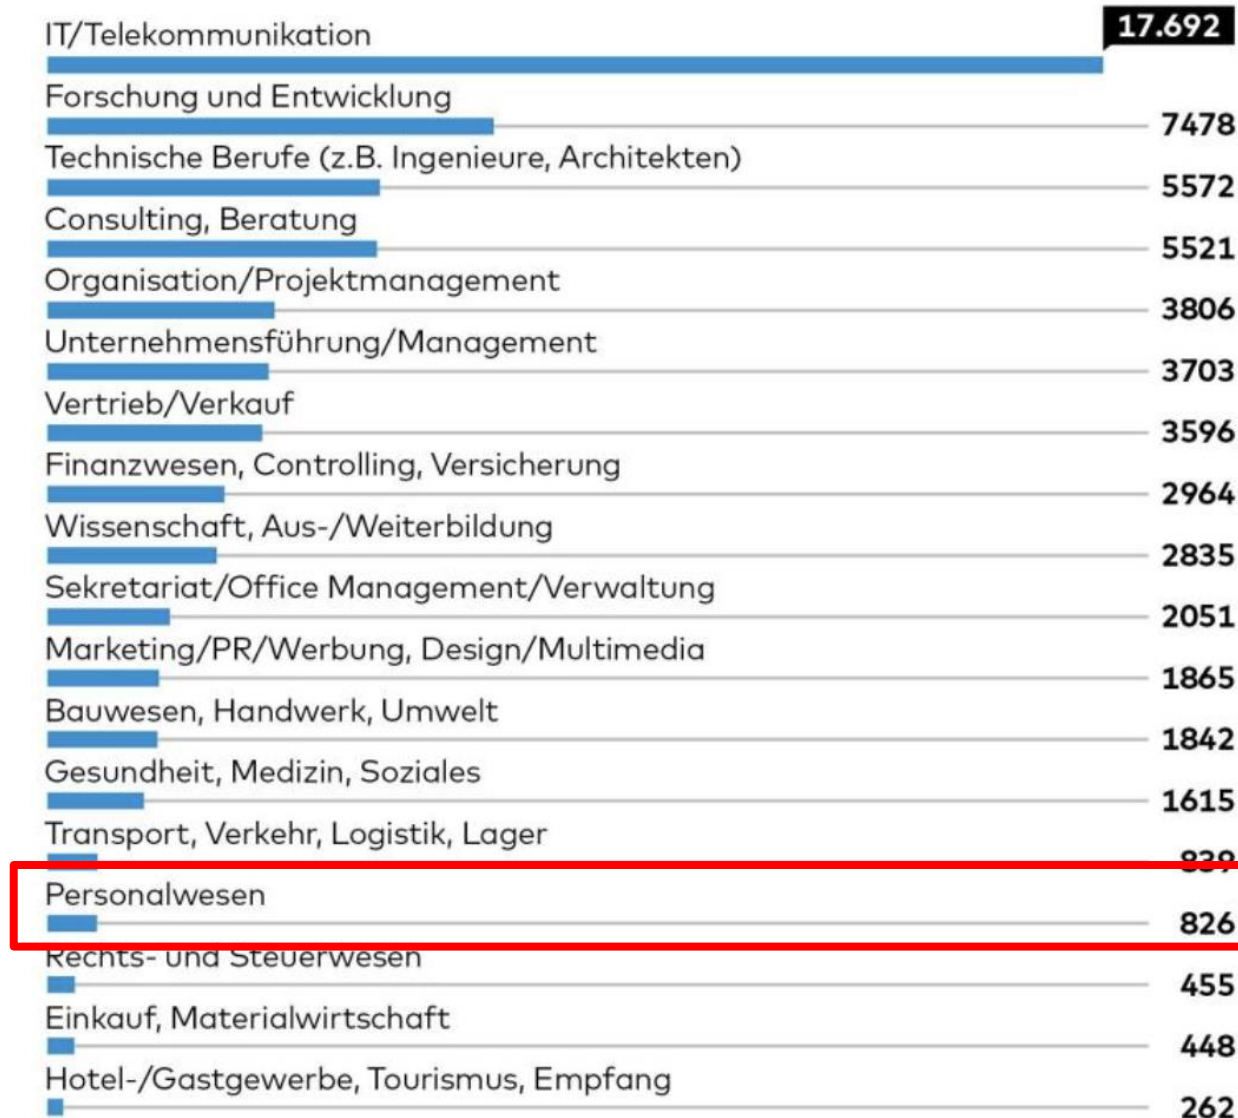 IT/Telekommunikation
17.692
Forschung und Entwicklung
7478
Technische Berufe (z.B. Ingenieure, Architekten)
5572
Consulting, Beratung
5521
Organisation/Projektmanagement
3806
Unternehmensführung/Management
3703
Vertrieb/Verkauf
3596
Finanzwesen, Controlling, Versicherung
2964
Wissenschaft, Aus-/Weiterbildung
2835
Sekretariat/Office Management/Verwaltung
2051
Marketing/PR/Werbung, Design/Multimedia
1865
Bauwesen, Handwerk, Umwelt
1842
Gesundheit, Medizin, Soziales
1615
Transport, Verkehr, Logistik, Lager
839
Personalwesen
826
Rechts- und Steuerwesen
455
Einkauf, Materialwirtschaft
448
Hotel-/Gastgewerbe, Tourismus, Empfang
262